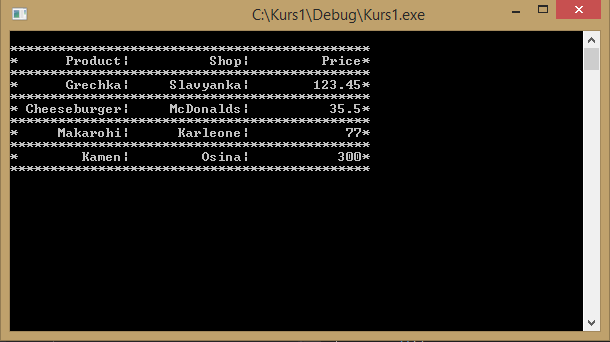 C:\Kurs1\Debug\Kurs1.exe
*********************************************
*      Product¦          Shop¦         Price*
*********************************************
*      Grechka¦     Slavyanka¦        123.45*
*********************************************
* Cheeseburger¦     McDonalds¦          35.5*
*********************************************
*     Makarohi¦      Karleone¦            77*
*********************************************
*        Kamen¦         Osina¦           300*
*********************************************